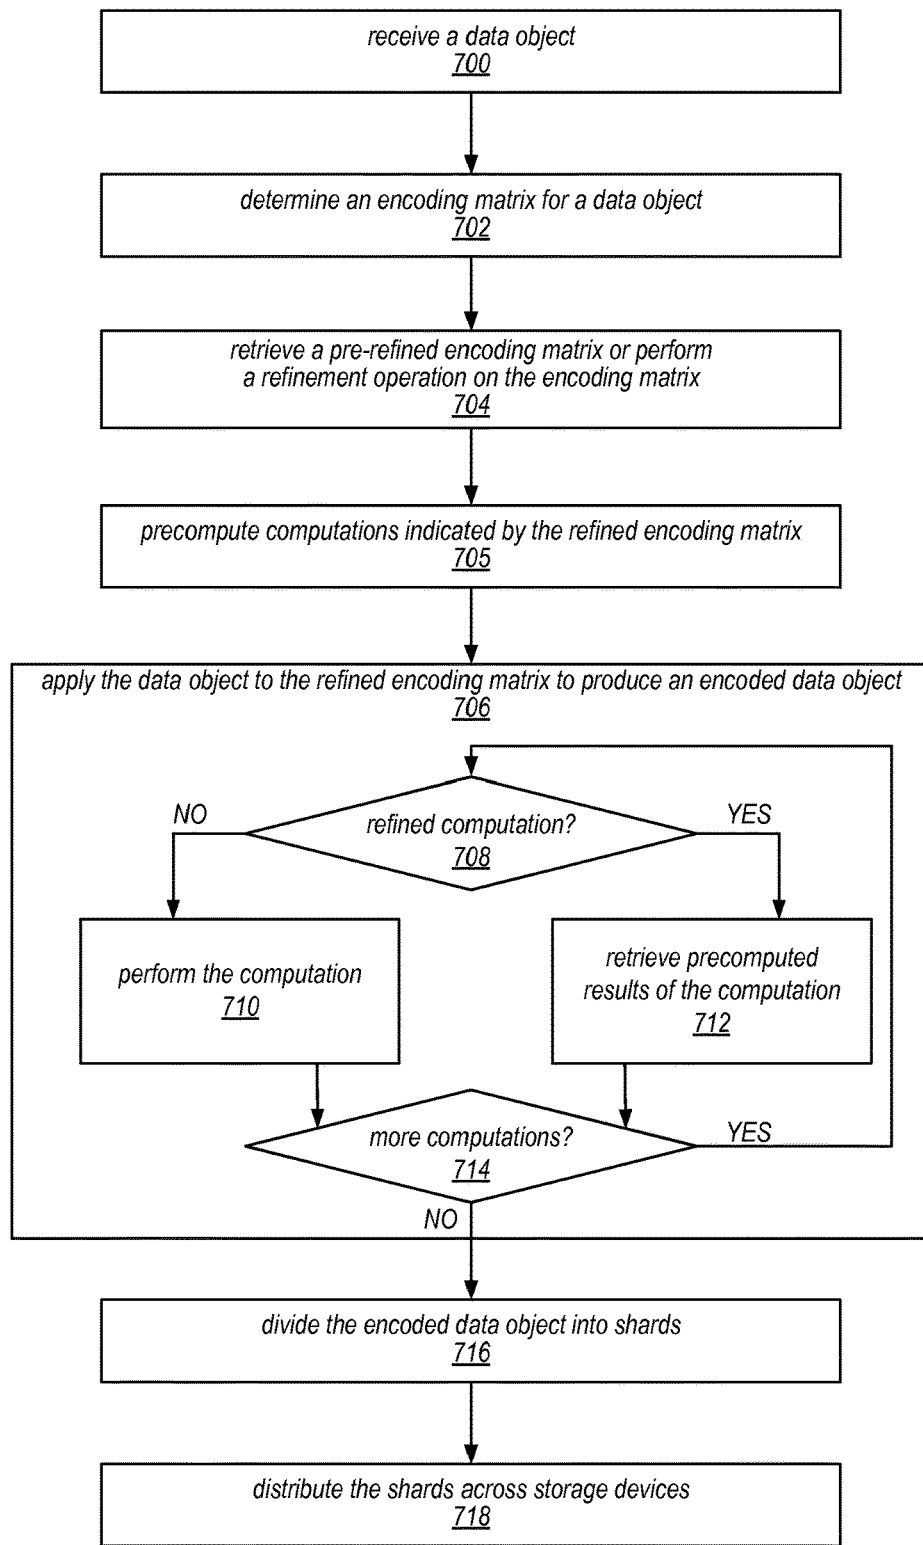 receive a data object
700
determine an encoding matrix for a data object
702
retrieve a pre-refined encoding matrix or perform
a refinement operation on the encoding matrix
704
precompute computations indicated by the refined encoding matrix
705
apply the data object to the refined encoding matrix to produce an encoded data object
706
NO
refined computation?
708
YES
perform the computation
710
retrieve precomputed
results of the computation
712
more computations?
714
YES
NO
divide the encoded data object into shards
716
distribute the shards across storage devices
718